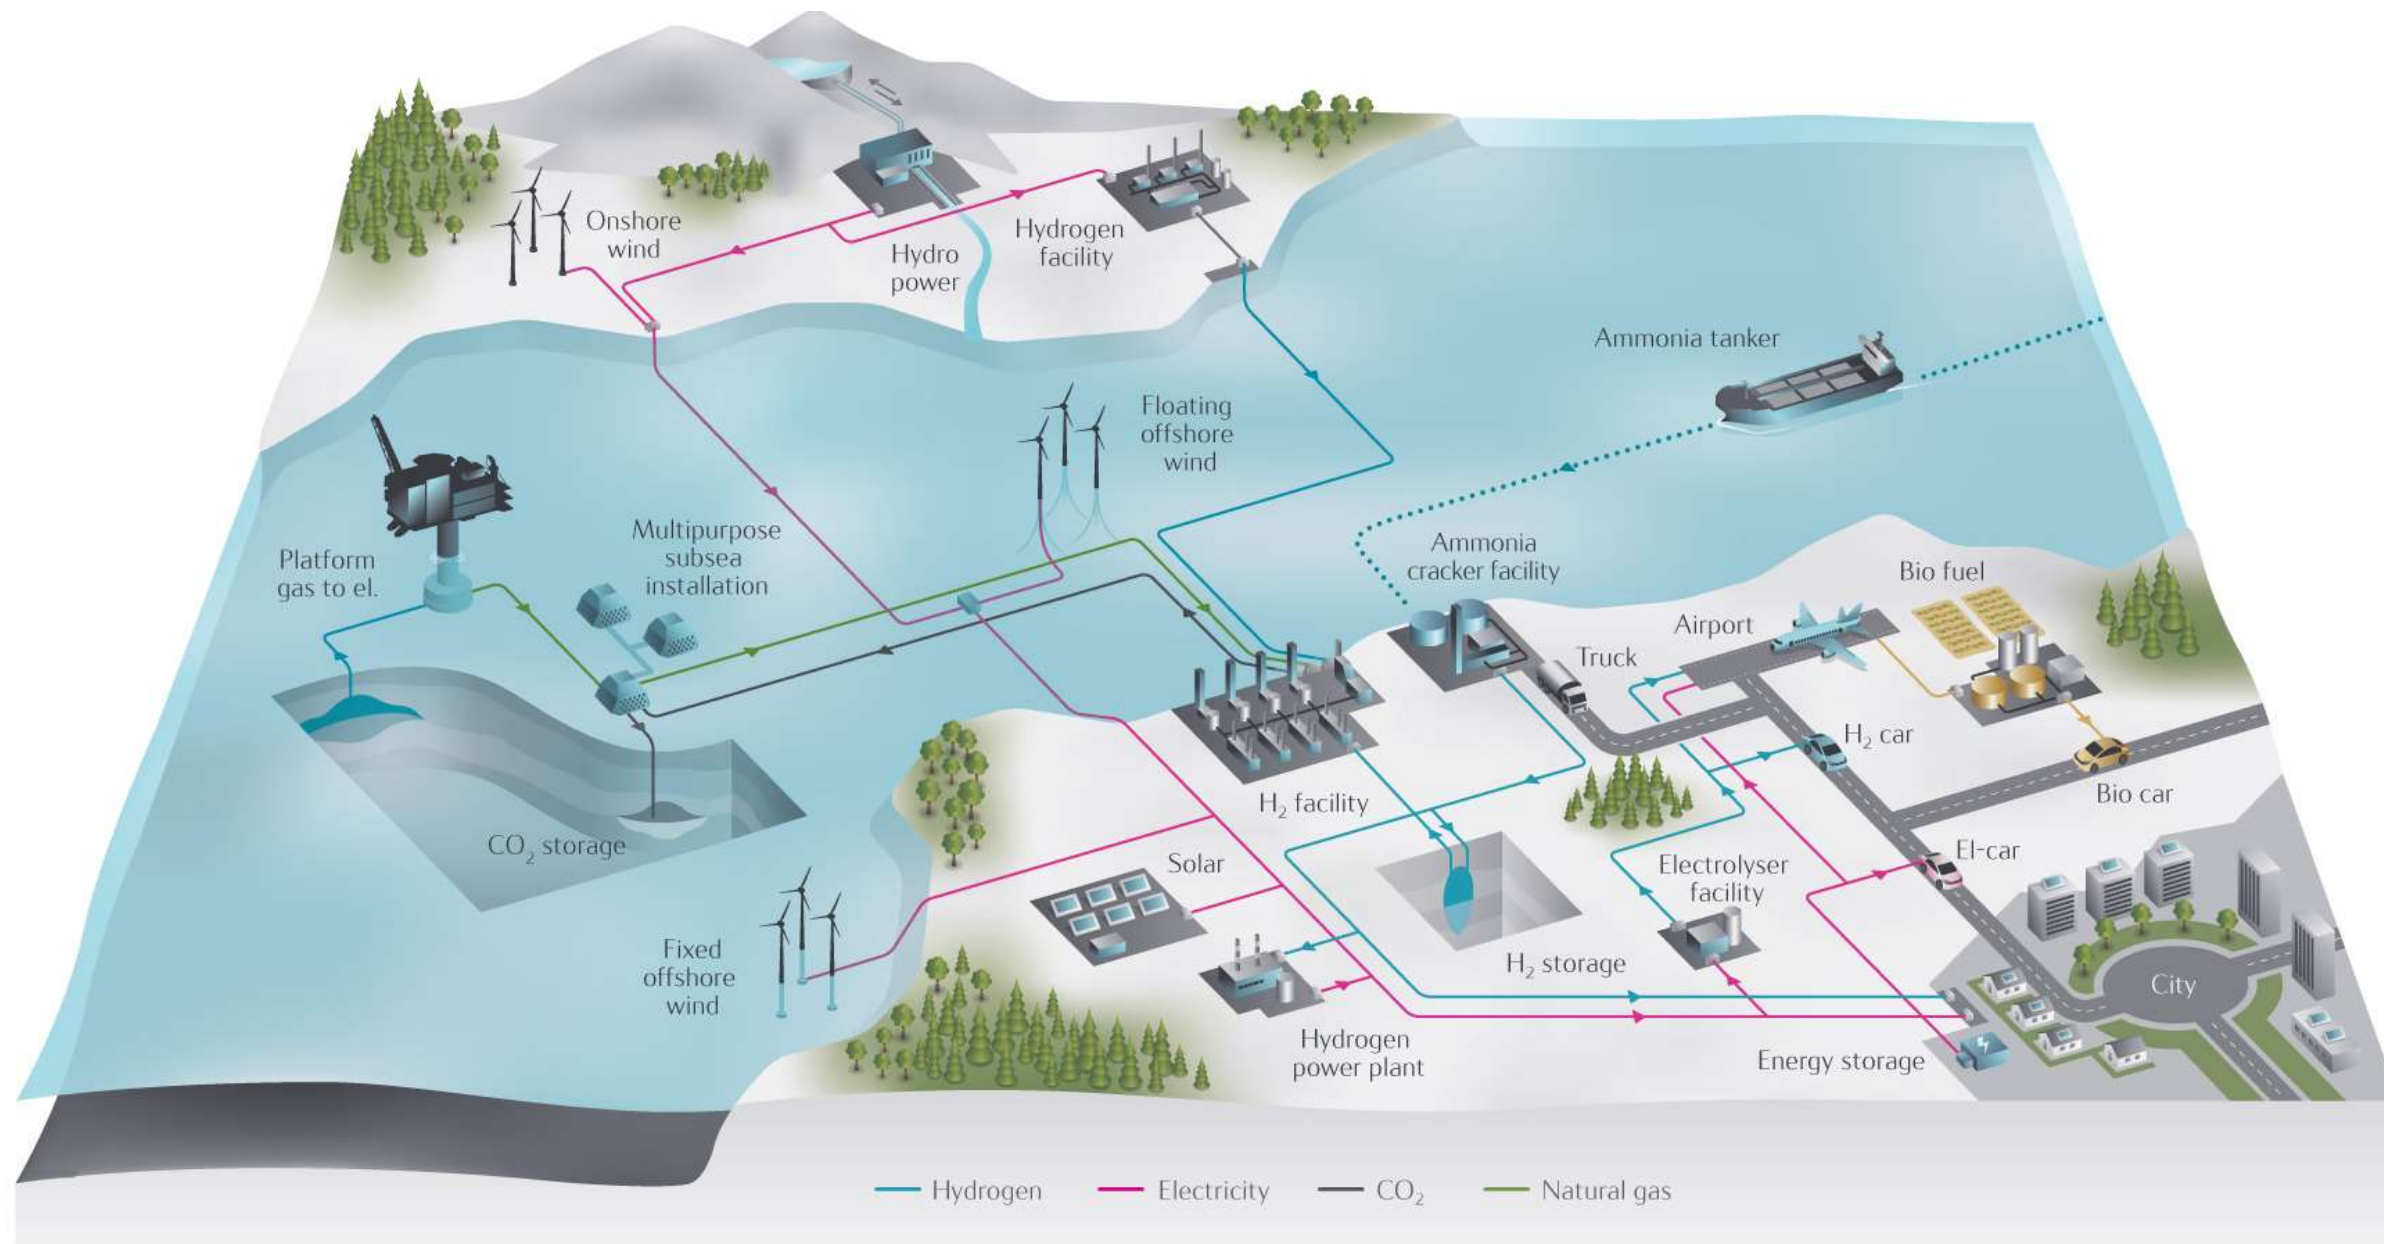 Onshore
wind
Hydro
power
Hydrogen
facility
Ammonia tanker
Floating
offshore
wind
Platform
gas to el.
Multipurpose
subsea
installation
Ammonia
cracker facility
Bio fuel
Airport
Truck
H₂ car
Bio car
H₂ facility
CO₂ storage
Solar
El-car
Electrolyser
facility
Fixed
offshore
wind
H₂ storage
City
Hydrogen
power plant
Energy storage
Hydrogen
Electricity
CO₂
Natural gas